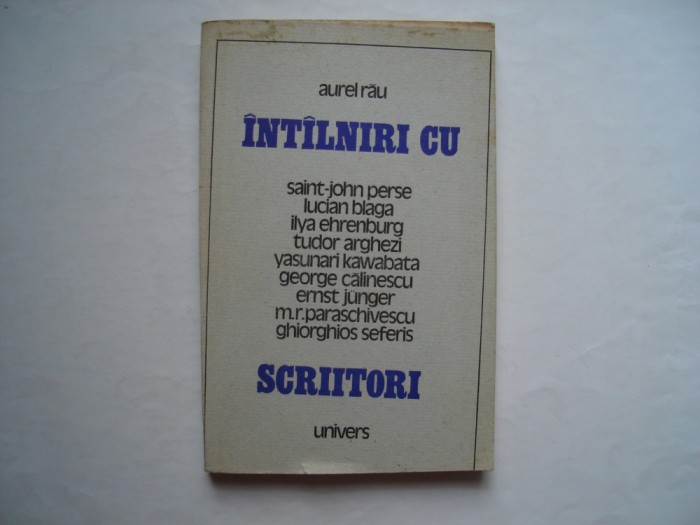 aurel rău
ÎNTÎLNIRI CU
saint-john perse
lucian blaga
ilya ehrenburg
tudor arghezi
yasunari kawabata
george călinescu
ernst jünger
m.r.paraschivescu
ghiorghios seferis
SCRIITORI
univers